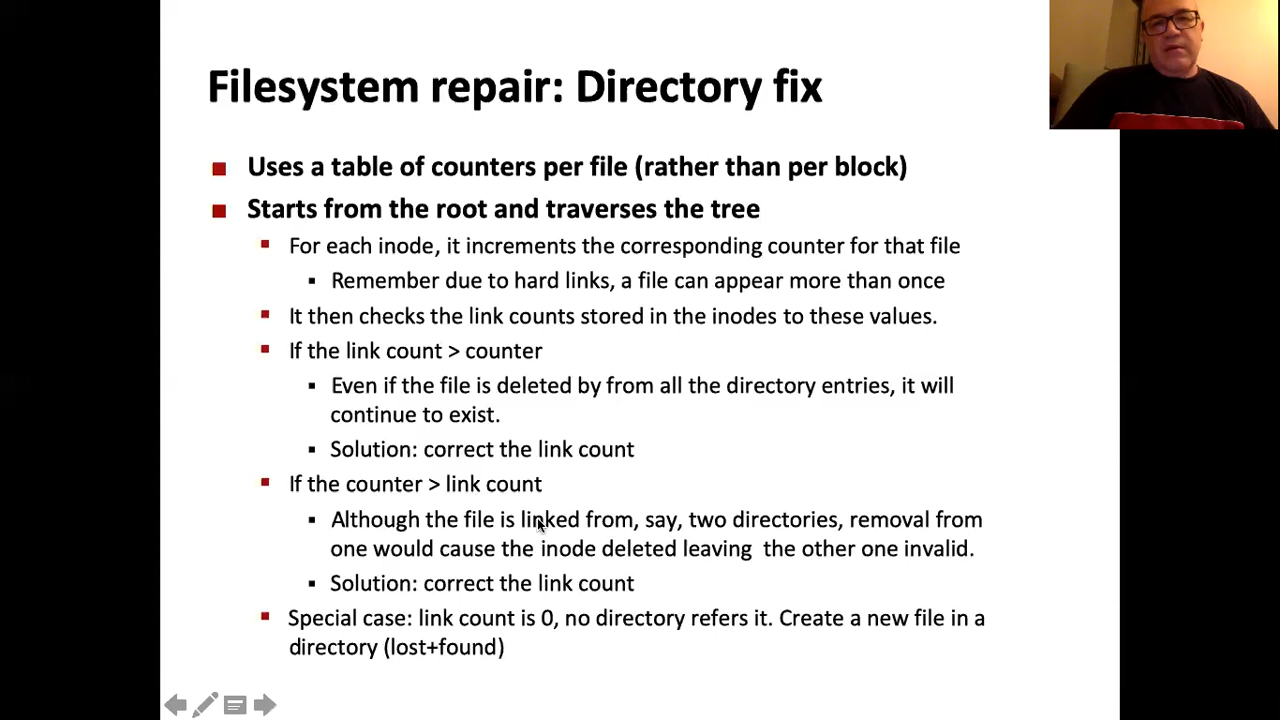 Filesystem repair: Directory fix
Uses a table of counters per file (rather than per block)
Starts from the root and traverses the tree
For each inode, it increments the corresponding counter for that file
Remember due to hard links, a file can appear more than once
It then checks the link counts stored in the inodes to these values.
If the link count > counter
Even if the file is deleted by from all the directory entries, it will
continue to exist.
Solution: correct the link count
If the counter > link count
Although the file is linked from, say, two directories, removal from
one would cause the inode deleted leaving the other one invalid.
Solution: correct the link count
Special case: link count is 0, no directory refers it. Create a new file in a
directory (lost+found)